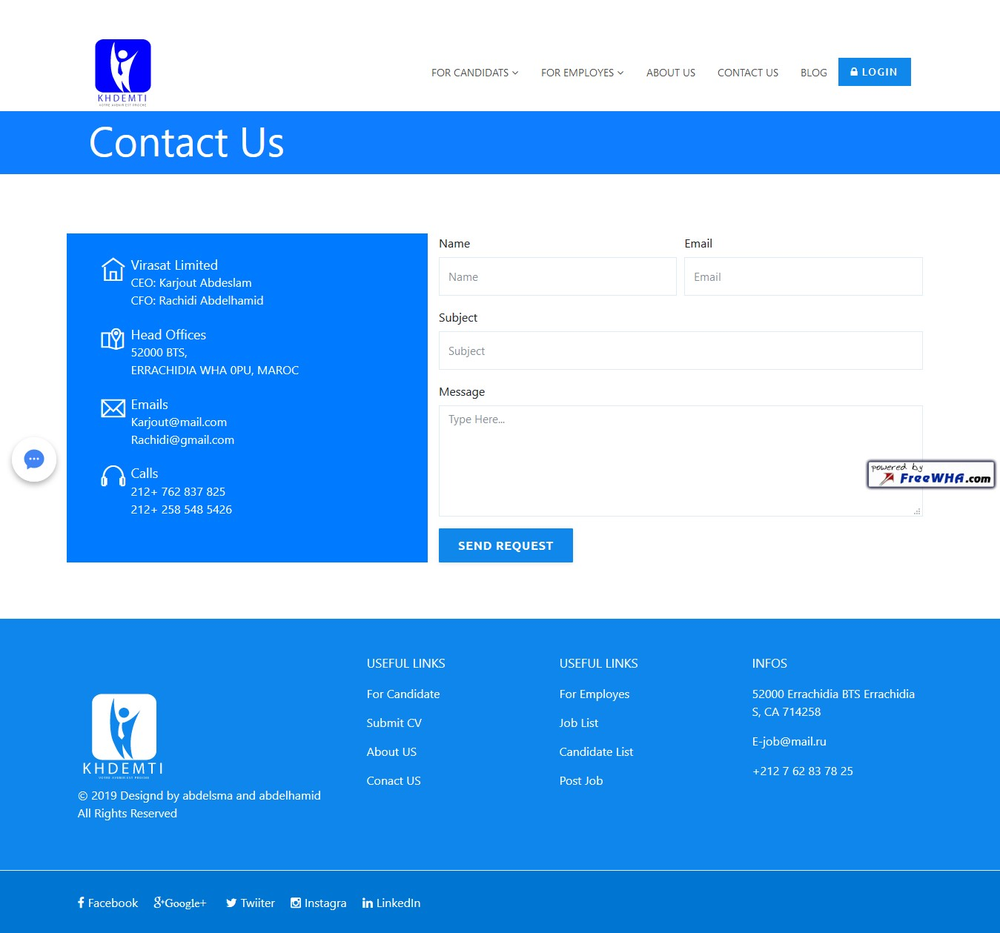 KHDEMTI
VOTRE AVENIR EST PROCHE
FOR CANDIDATS
FOR EMPLOYES
ABOUT US
CONTACT US
BLOG
LOGIN
Contact Us
Virasat Limited
CEO: Karjout Abdeslam
CFO: Rachidi Abdelhamid
Head Offices
52000 BTS,
ERRACHIDIA WHA 0PU, MAROC
Emails
Karjout@mail.com
Rachidi@gmail.com
Calls
212+ 762 837 825
212+ 258 548 5426
Name
Email
Name
Email
Subject
Subject
Message
Type Here...
powered by
FreeWHA.com
SEND REQUEST
KHDEMTI
VOTRE AVENIR EST PROCHE
© 2019 Designd by abdelsma and abdelhamid
All Rights Reserved
USEFUL LINKS
For Candidate
Submit CV
About US
Conact US
USEFUL LINKS
For Employes
Job List
Candidate List
Post Job
INFOS
52000 Errachidia BTS Errachidia
S, CA 714258
E-job@mail.ru
+212 7 62 83 78 25
Facebook
Google+
Twiiter
Instagra
LinkedIn